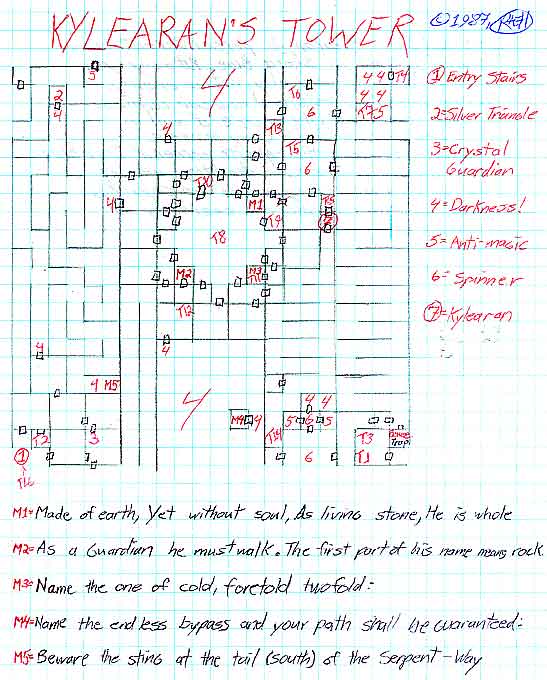 KYLEARAN'S TOWER
©1987,
① Entry Stairs
2=Silver Triangle
3=Crystal
Guardian
4=Darkness!
5=Anti-magic
6=Spinner
⑦=Kylearan
5 4 T6 4 4 T4
2 4 4
4 6 T7 5
4 T3
T5
6
T10
4 M1 T5
T9
T8
M2 M3
T11
T12
4 4
4 M5 4 4
4 M4 4 5 6 5
T2 3 T14 T3
① 6 T1
T16
M1=Made of earth, Yet without soul, As living stone, He is whole
M2=As a Guardian he must walk. The first part of his name means rock
M3=Name the one of cold, foretold twofold:
M4=Name the endless bypass and your path shall be guaranteed:
M5=Beware the sting at the tail (south) of the Serpent-Way